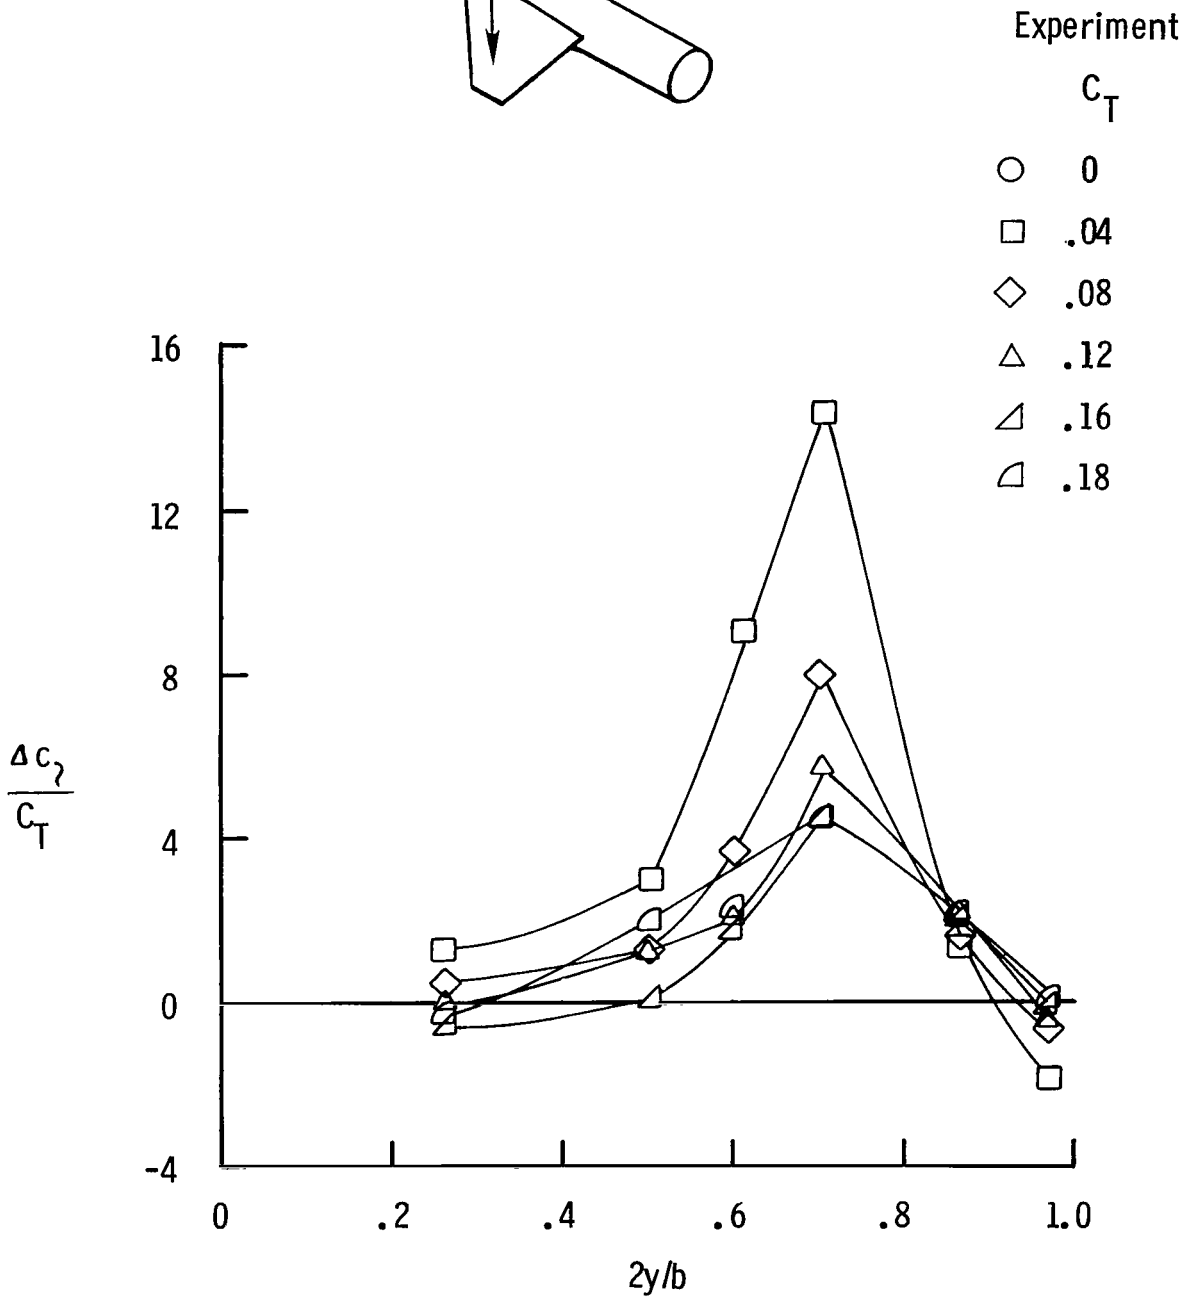 Experiment
C_T
0
.04
.08
.12
.16
.18
16
12
8
4
0
-4
Δc_l
C_T
0 .2 .4 .6 .8 1.0
2y/b